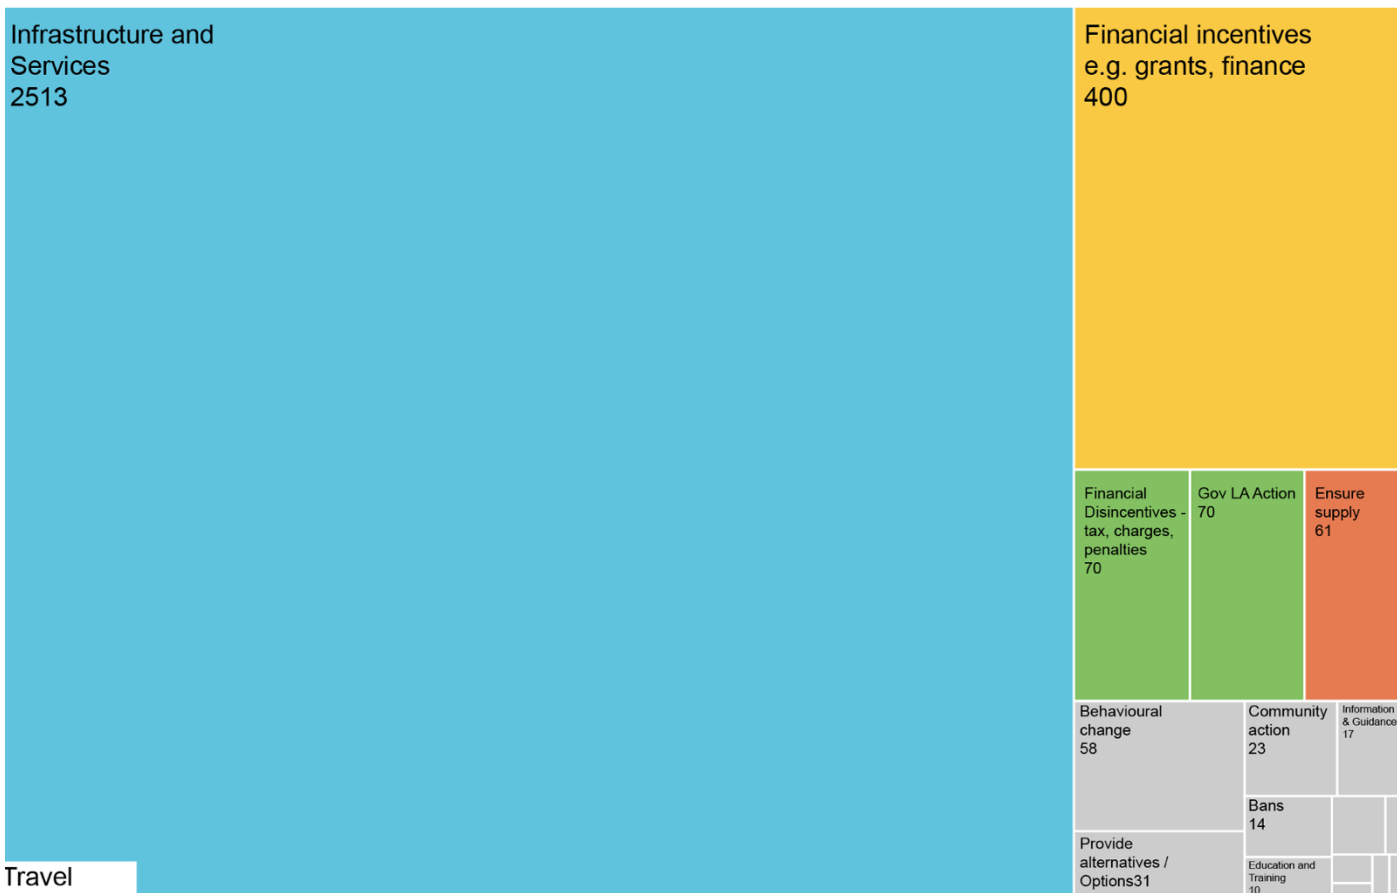 Infrastructure and
Services
2513
Financial incentives
e.g. grants, finance
400
Financial
Disincentives -
tax, charges,
penalties
70
Gov LA Action
70
Ensure
supply
61
Behavioural
change
58
Community
action
23
Information
& Guidance
17
Bans
14
Provide
alternatives /
Options31
Education and
Training
10
Travel